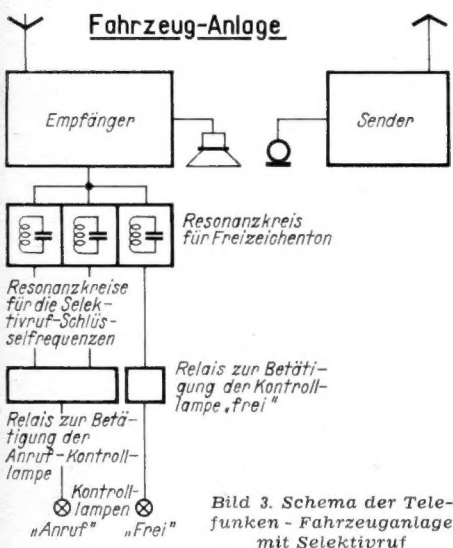 Fahrzeug-Anlage
Empfänger
Sender
Resonanzkreis
für Freizeichenton
Resonanzkreise
für die Selek-
tivruf-Schlüs-
selfrequenzen
Relais zur Betäti-
gung der Kontroll-
lampe „frei"
Relais zur Betä-
tigung der
Anruf-Kontroll-
lampe
Kontroll-
lampen
„Anruf" „Frei"
Bild 3. Schema der Tele-
funken - Fahrzeuganlage
mit Selektivruf